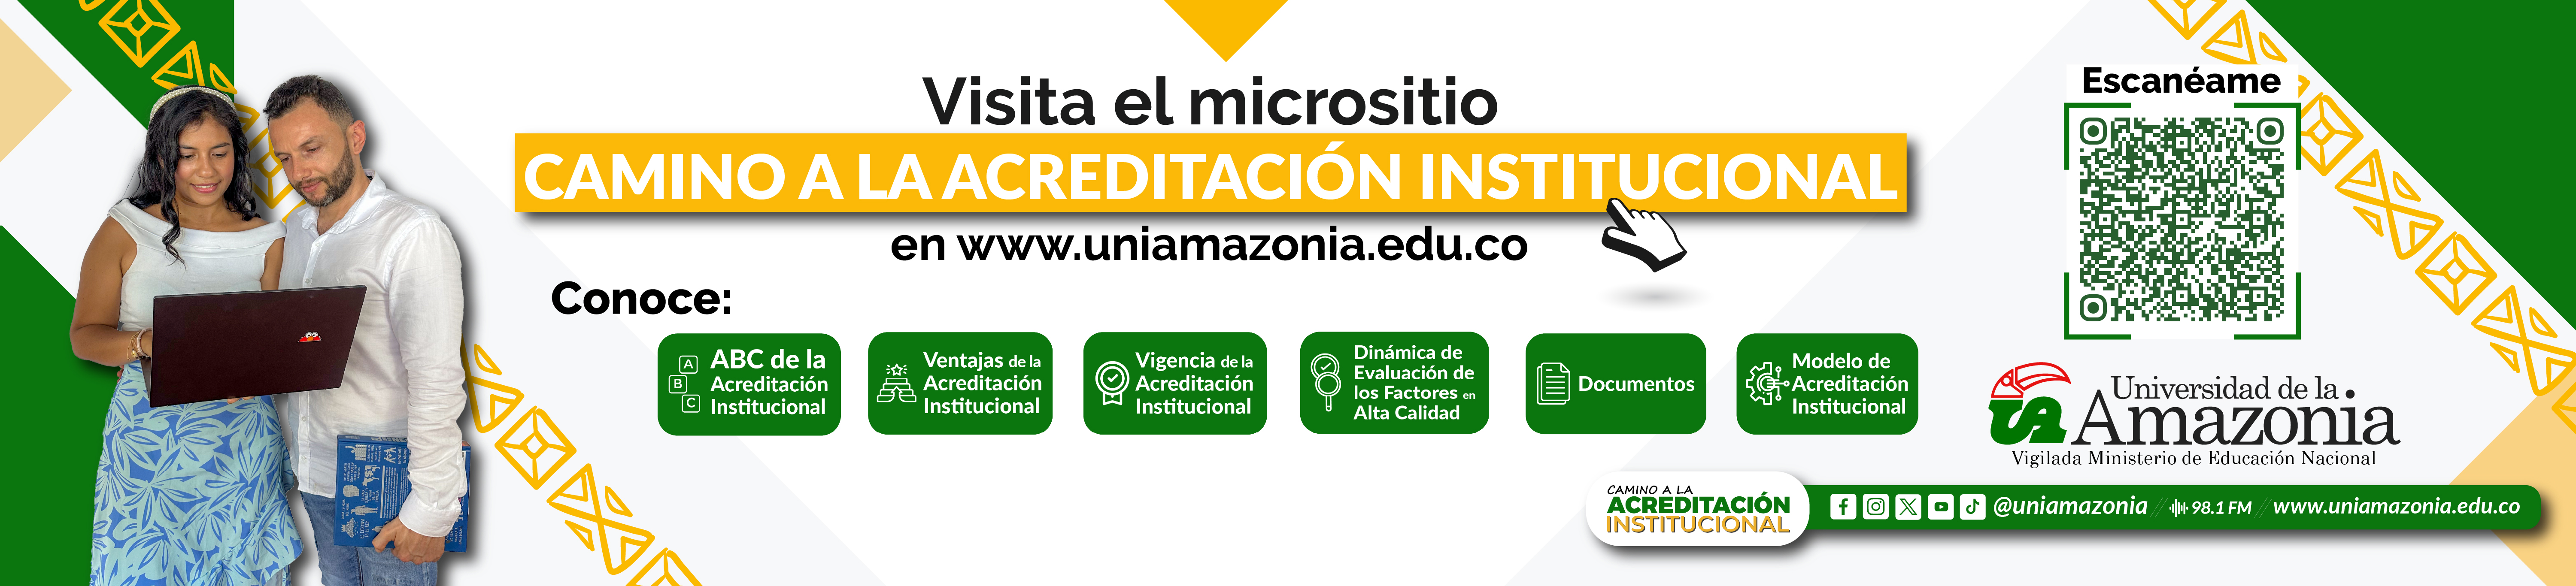 Visita el micrositio
CAMINO A LA ACREDITACIÓN INSTITUCIONAL
en www.uniamazonia.edu.co
Conoce:
A
B
C
ABC de la
Acreditación
Institucional
Ventajas de la
Acreditación
Institucional
Vigencia de la
Acreditación
Institucional
Dinámica de
Evaluación de
los Factores en
Alta Calidad
Documentos
Modelo de
Acreditación
Institucional
Escanéame
Universidad de la
Amazonia
Vigilada Ministerio de Educación Nacional
CAMINO A LA
ACREDITACIÓN
INSTITUCIONAL
@uniamazonia // 98.1 FM // www.uniamazonia.edu.co